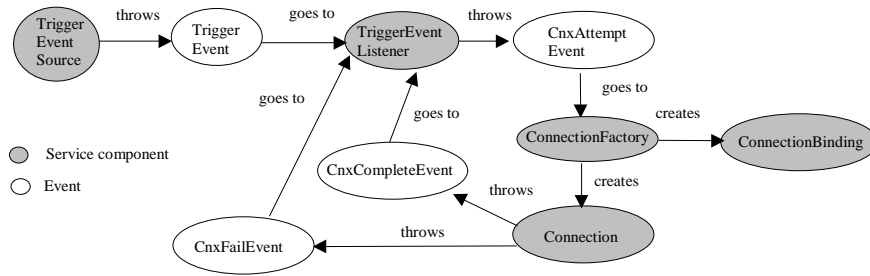 throws
goes to
throws
Trigger
Event
Source
Trigger
Event
TriggerEvent
Listener
CnxAttempt
Event
goes to
goes to
goes to
creates
ConnectionFactory
ConnectionBinding
Service component
CnxCompleteEvent
creates
Event
throws
throws
Connection
CnxFailEvent